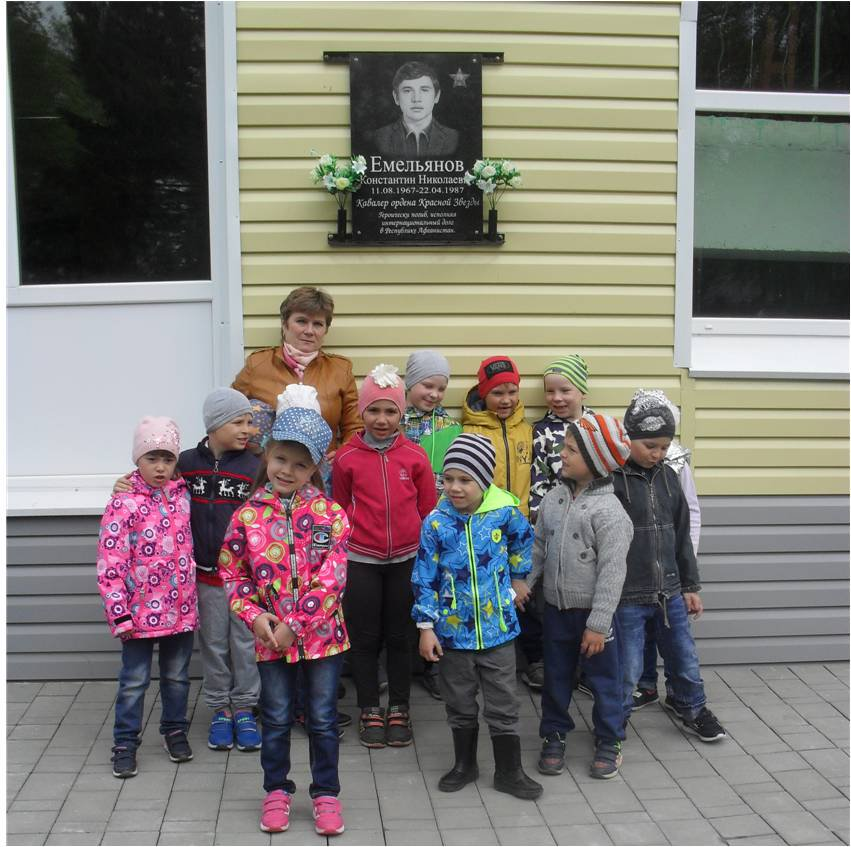 Емельянов
Константин Николаевич
11.08.1967-22.04.1987
Кавалер ордена Красной Звезды
Героически погиб, исполняя
интернациональный долг
в Республике Афганистан.